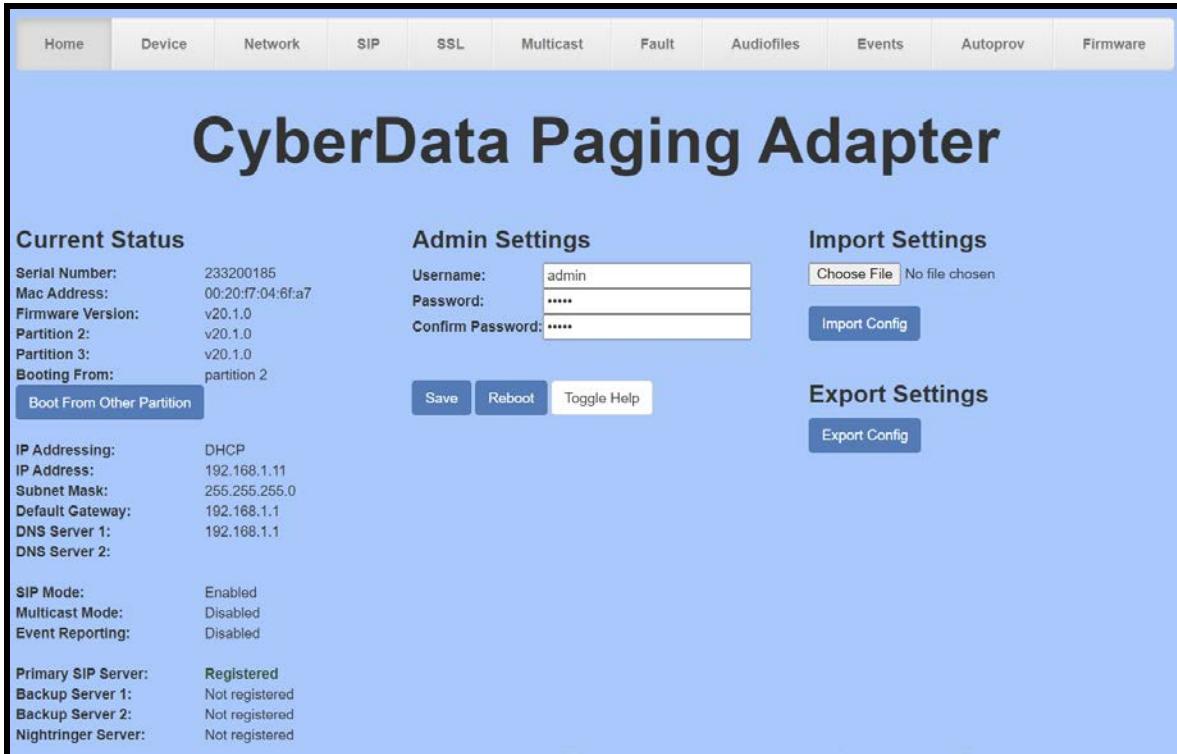 Home Device Network SIP SSL Multicast Fault Audiofiles Events Autoprov Firmware
CyberData Paging Adapter
Current Status
Serial Number: 233200185
Mac Address: 00:20:f7:04:6f:a7
Firmware Version: v20.1.0
Partition 2: v20.1.0
Partition 3: v20.1.0
Booting From: partition 2
Boot From Other Partition
IP Addressing: DHCP
IP Address: 192.168.1.11
Subnet Mask: 255.255.255.0
Default Gateway: 192.168.1.1
DNS Server 1: 192.168.1.1
DNS Server 2:
SIP Mode: Enabled
Multicast Mode: Disabled
Event Reporting: Disabled
Primary SIP Server: Registered
Backup Server 1: Not registered
Backup Server 2: Not registered
Nightringer Server: Not registered
Admin Settings
Username: admin
Password: •••••
Confirm Password: •••••
Save Reboot Toggle Help
Import Settings
Choose File No file chosen
Import Config
Export Settings
Export Config